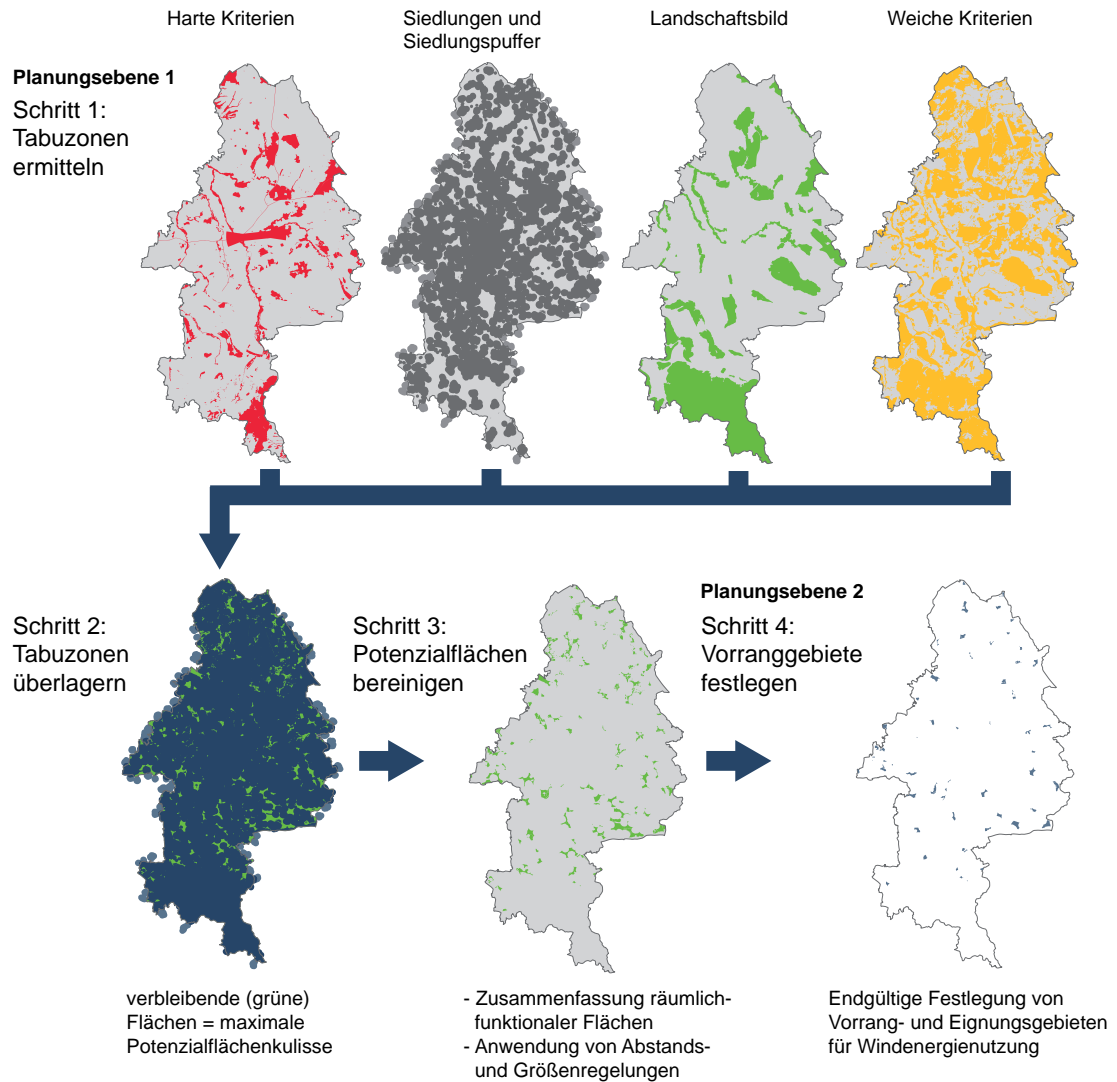 Harte Kriterien
Siedlungen und
Siedlungspuffer
Landschaftsbild
Weiche Kriterien
Planungsebene 1
Schritt 1:
Tabuzonen
ermitteln
Schritt 2:
Tabuzonen
überlagern
Schritt 3:
Potenzialflächen
bereinigen
Planungsebene 2
Schritt 4:
Vorranggebiete
festlegen
verbleibende (grüne)
Flächen = maximale
Potenzialflächenkulisse
- Zusammenfassung räumlich-
funktionaler Flächen
- Anwendung von Abstands-
und Größenregelungen
Endgültige Festlegung von
Vorrang- und Eignungsgebieten
für Windenergienutzung